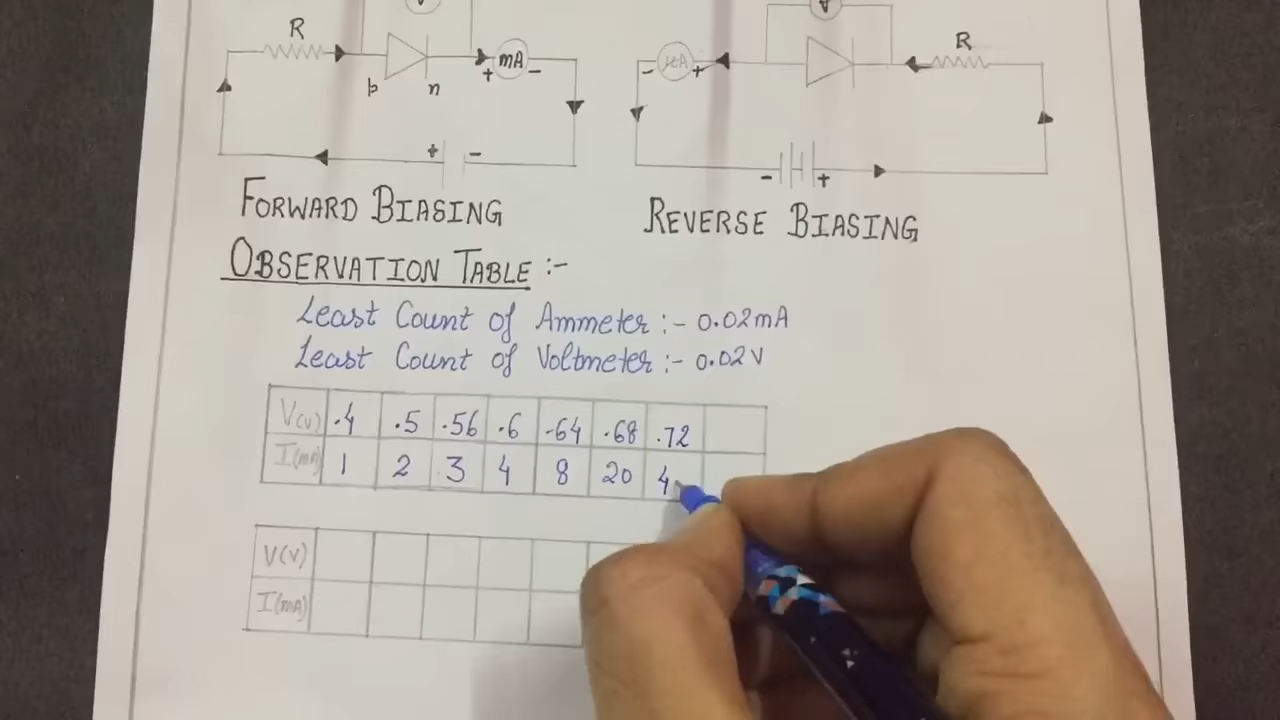 R
mA
+ -
p n
+ -
V
R
μA
- +
- +
FORWARD BIASING
REVERSE BIASING
OBSERVATION TABLE :-
Least Count of Ammeter :- 0.02mA
Least Count of Voltmeter :- 0.02V
V(V) .4 .5 .56 .6 .64 .68 .72
I(mA) 1 2 3 4 8 20 4
V(V)
I(mA)